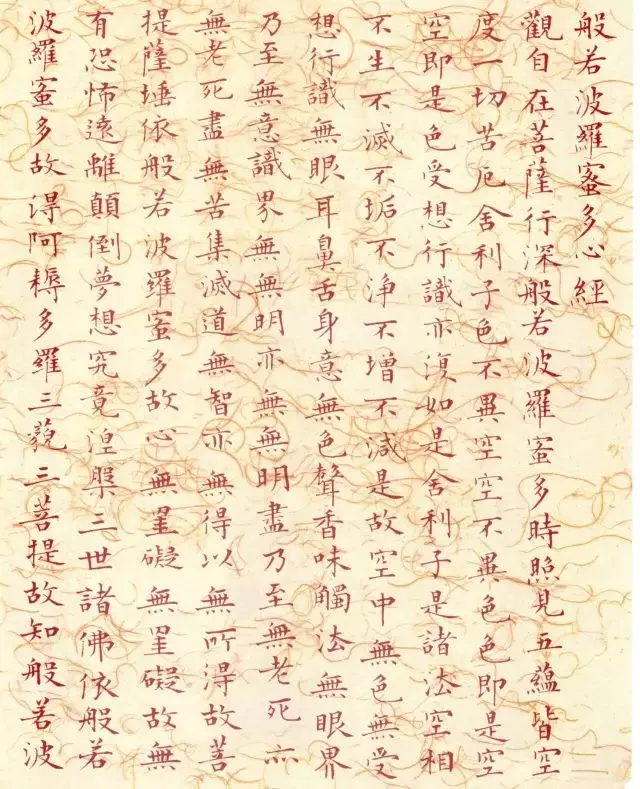 般若波羅蜜多心經
觀自在菩薩行深般若波羅蜜多時照見五蘊皆空
度一切苦厄舍利子色不異空空不異色色即是空
空即是色受想行識亦復如是舍利子是諸法空相
不生不滅不垢不淨不增不減是故空中無色無受
想行識無眼耳鼻舌身意無色聲香味觸法無眼界
乃至無意識界無無明亦無無明盡乃至無老死亦
無老死盡無苦集滅道無智亦無得以無所得故菩
提薩埵依般若波羅蜜多故心無罣礙無罣礙故無
有恐怖遠離顛倒夢想究竟涅槃三世諸佛依般若
波羅蜜多故得阿耨多羅三藐三菩提故知般若波